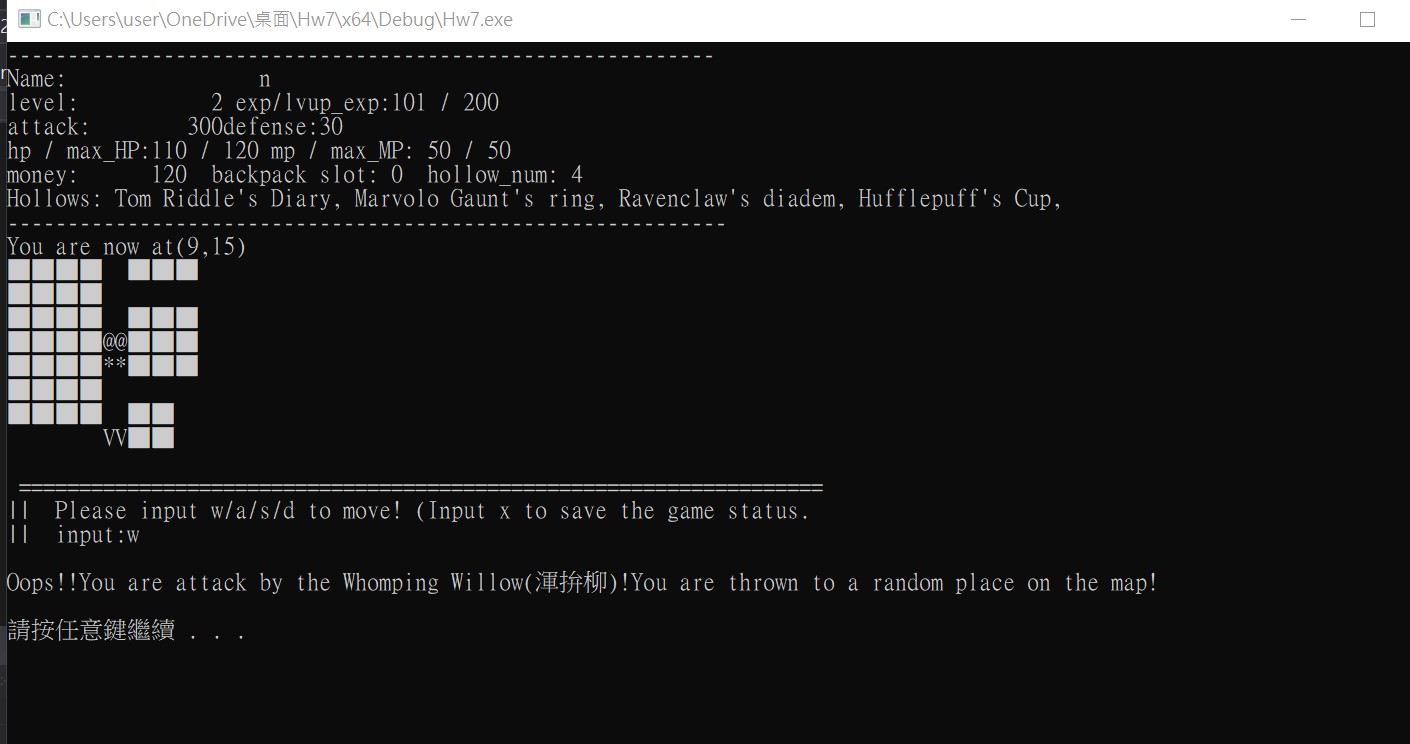 C:\Users\user\OneDrive\桌面\Hw7\x64\Debug\Hw7.exe
-----------------------------------------------------------
Name:                n
level:           2 exp/lvup_exp:101 / 200
attack:        300defense:30
hp / max_HP:110 / 120 mp / max_MP: 50 / 50
money:      120  backpack slot: 0  hollow_num: 4
Hollows: Tom Riddle's Diary, Marvolo Gaunt's ring, Ravenclaw's diadem, Hufflepuff's Cup,
------------------------------------------------------------
You are now at(9,15)
■■■■  ■■■
■■■■
■■■■  ■■■
■■■■@@■■■
■■■■**■■■
■■■■
■■■■  ■■
        VV■■
===================================================================
||  Please input w/a/s/d to move! (Input x to save the game status.
||  input:w
Oops!!You are attack by the Whomping Willow(渾拚柳)!You are thrown to a random place on the map!
請按任意鍵繼續 . . .